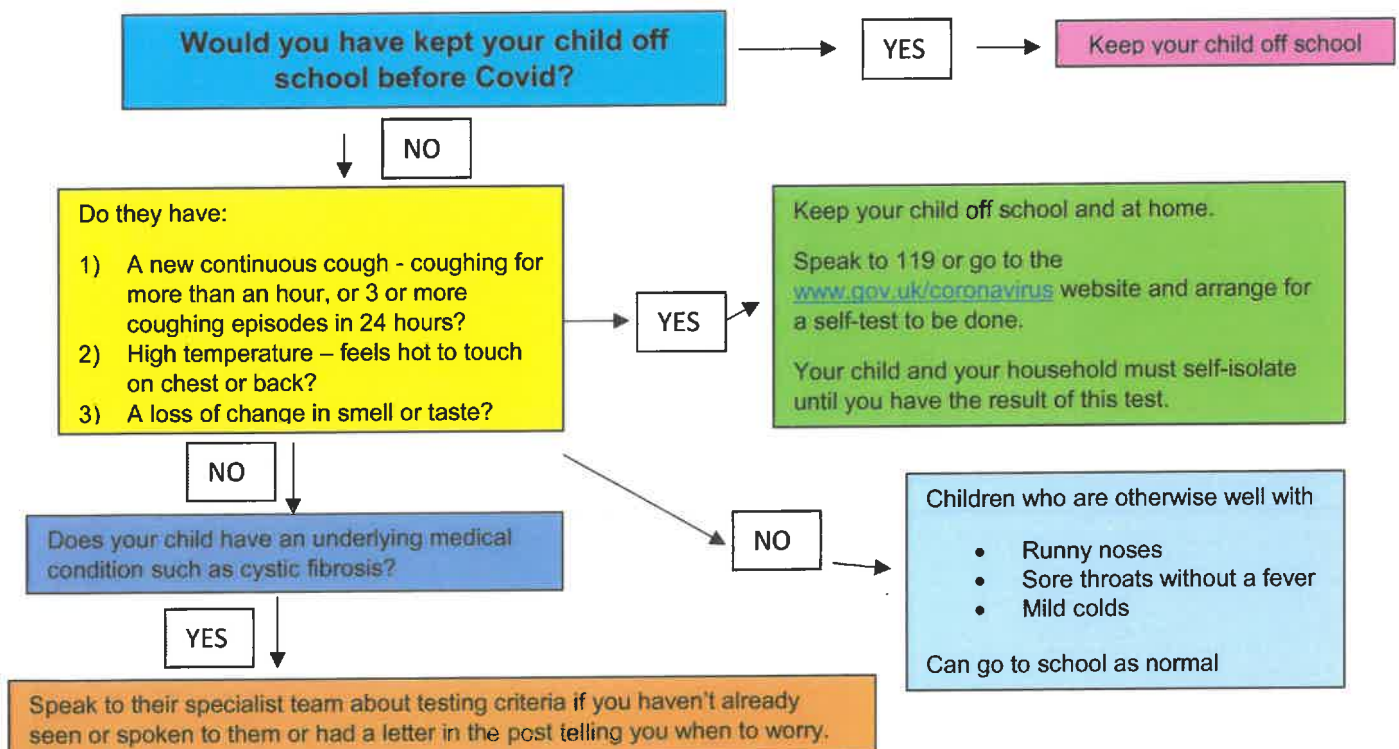 Would you have kept your child off
school before Covid?
YES
Keep your child off school
NO
Do they have:
1) A new continuous cough - coughing for
more than an hour, or 3 or more
coughing episodes in 24 hours?
2) High temperature – feels hot to touch
on chest or back?
3) A loss of change in smell or taste?
YES
Keep your child off school and at home.
Speak to 119 or go to the
www.gov.uk/coronavirus website and arrange for
a self-test to be done.
Your child and your household must self-isolate
until you have the result of this test.
NO
Does your child have an underlying medical
condition such as cystic fibrosis?
NO
Children who are otherwise well with
• Runny noses
• Sore throats without a fever
• Mild colds
Can go to school as normal
YES
Speak to their specialist team about testing criteria if you haven't already
seen or spoken to them or had a letter in the post telling you when to worry.